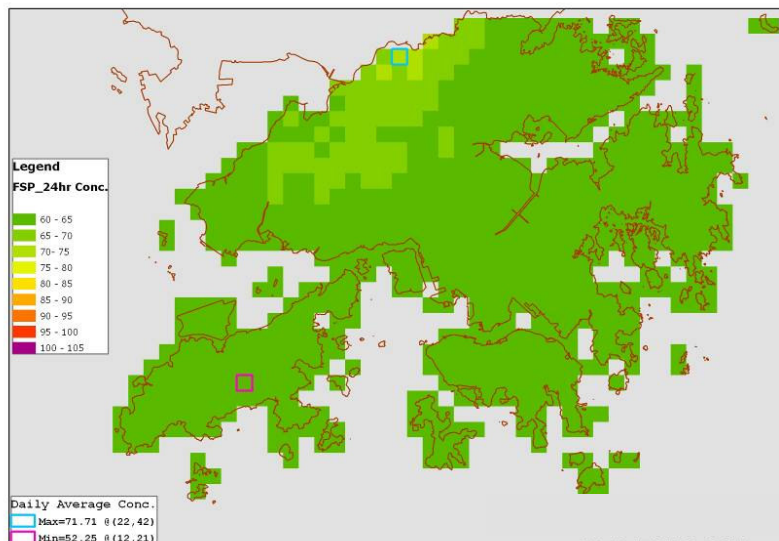 Legend
FSP_24hr Conc.
60 - 65
65 - 70
70- 75
75 - 80
80 - 85
85 - 90
90 - 95
95 - 100
100 - 105
Daily Average Conc.
Max=71.71 @(22,42)
Min=52.25 @(12,21)